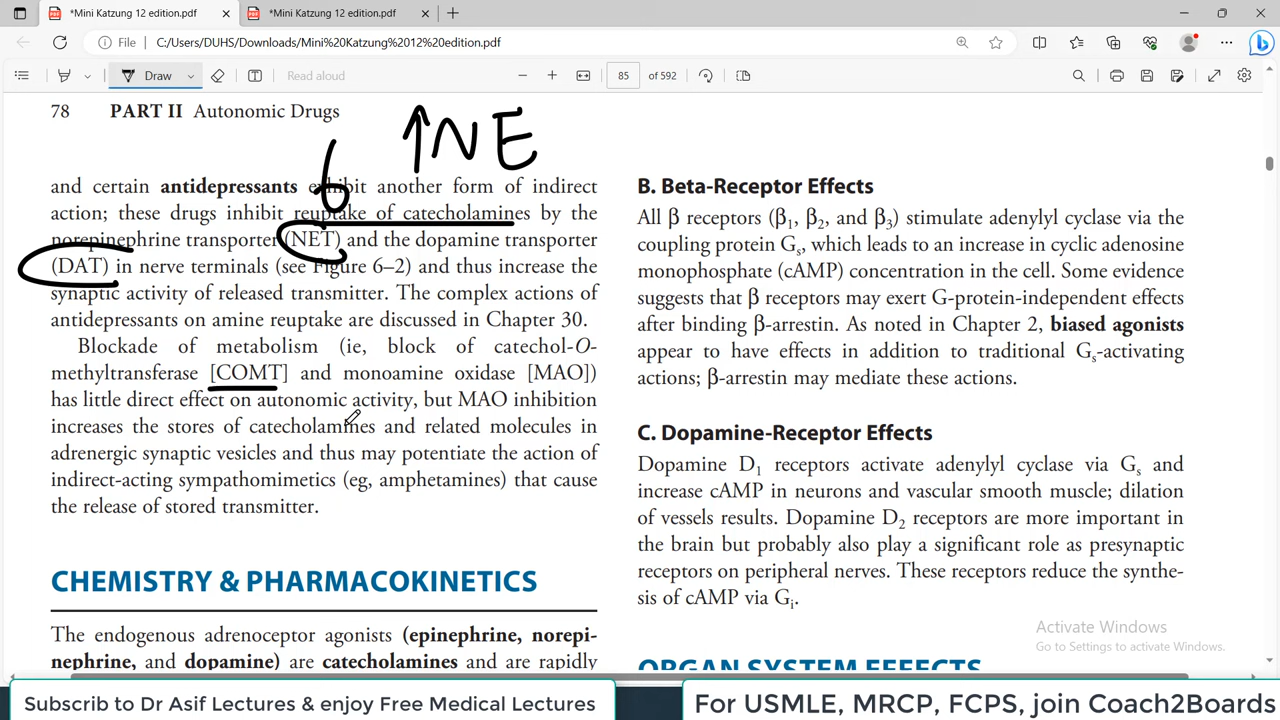 *Mini Katzung 12 edition.pdf
*Mini Katzung 12 edition.pdf
File
C:/Users/DUHS/Downloads/Mini%20Katzung%2012%20edition.pdf
Draw
Read aloud
85 of 592
78 PART II Autonomic Drugs
↑NE
6
and certain antidepressants exhibit another form of indirect
action; these drugs inhibit reuptake of catecholamines by the
norepinephrine transporter (NET) and the dopamine transporter
(DAT) in nerve terminals (see Figure 6–2) and thus increase the
synaptic activity of released transmitter. The complex actions of
antidepressants on amine reuptake are discussed in Chapter 30.
Blockade of metabolism (ie, block of catechol-O-
methyltransferase [COMT] and monoamine oxidase [MAO])
has little direct effect on autonomic activity, but MAO inhibition
increases the stores of catecholamines and related molecules in
adrenergic synaptic vesicles and thus may potentiate the action of
indirect-acting sympathomimetics (eg, amphetamines) that cause
the release of stored transmitter.
CHEMISTRY & PHARMACOKINETICS
The endogenous adrenoceptor agonists (epinephrine, norepi-
nephrine, and dopamine) are catecholamines and are rapidly
B. Beta-Receptor Effects
All β receptors (β1, β2, and β3) stimulate adenylyl cyclase via the
coupling protein Gs, which leads to an increase in cyclic adenosine
monophosphate (cAMP) concentration in the cell. Some evidence
suggests that β receptors may exert G-protein-independent effects
after binding β-arrestin. As noted in Chapter 2, biased agonists
appear to have effects in addition to traditional Gs-activating
actions; β-arrestin may mediate these actions.
C. Dopamine-Receptor Effects
Dopamine D1 receptors activate adenylyl cyclase via Gs and
increase cAMP in neurons and vascular smooth muscle; dilation
of vessels results. Dopamine D2 receptors are more important in
the brain but probably also play a significant role as presynaptic
receptors on peripheral nerves. These receptors reduce the synthe-
sis of cAMP via Gi.
ORGAN SYSTEM EFFECTS
Activate Windows
Go to Settings to activate Windows.
Subscrib to Dr Asif Lectures & enjoy Free Medical Lectures
For USMLE, MRCP, FCPS, join Coach2Boards